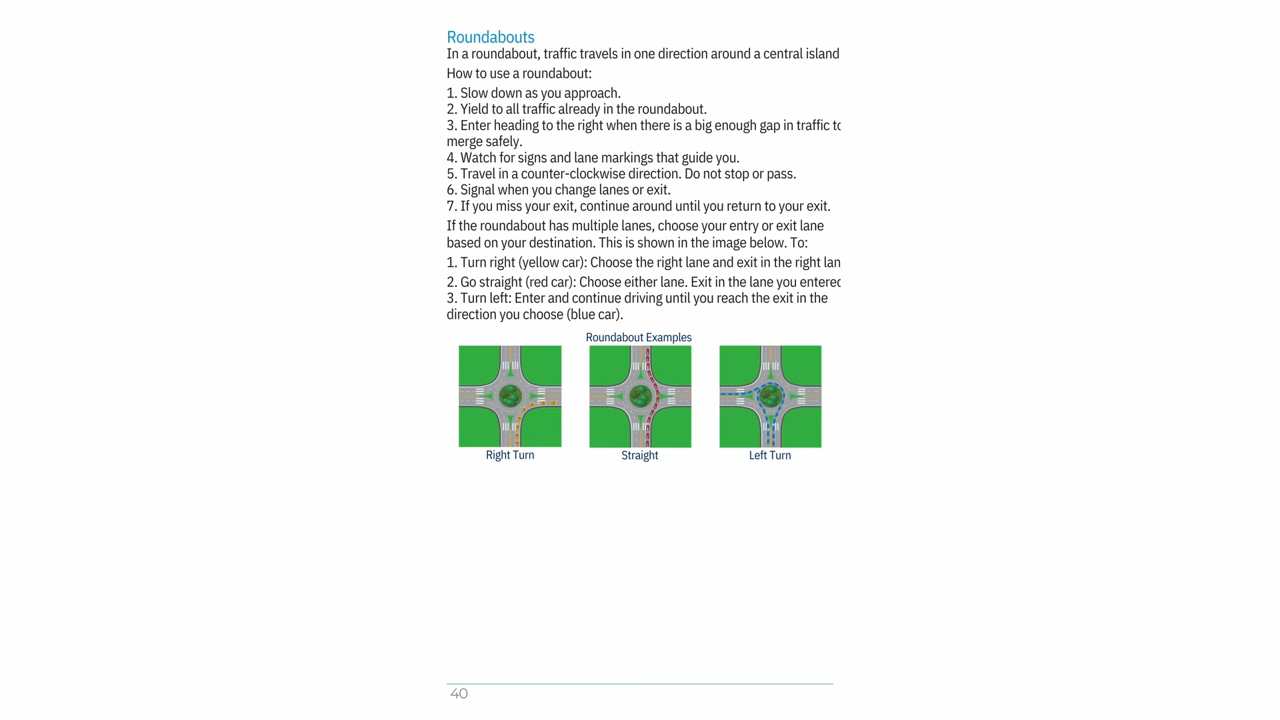 Roundabouts
In a roundabout, traffic travels in one direction around a central island
How to use a roundabout:
1. Slow down as you approach.
2. Yield to all traffic already in the roundabout.
3. Enter heading to the right when there is a big enough gap in traffic to
merge safely.
4. Watch for signs and lane markings that guide you.
5. Travel in a counter-clockwise direction. Do not stop or pass.
6. Signal when you change lanes or exit.
7. If you miss your exit, continue around until you return to your exit.
If the roundabout has multiple lanes, choose your entry or exit lane
based on your destination. This is shown in the image below. To:
1. Turn right (yellow car): Choose the right lane and exit in the right lan
2. Go straight (red car): Choose either lane. Exit in the lane you entered
3. Turn left: Enter and continue driving until you reach the exit in the
direction you choose (blue car).
Roundabout Examples
Right Turn
Straight
Left Turn
40